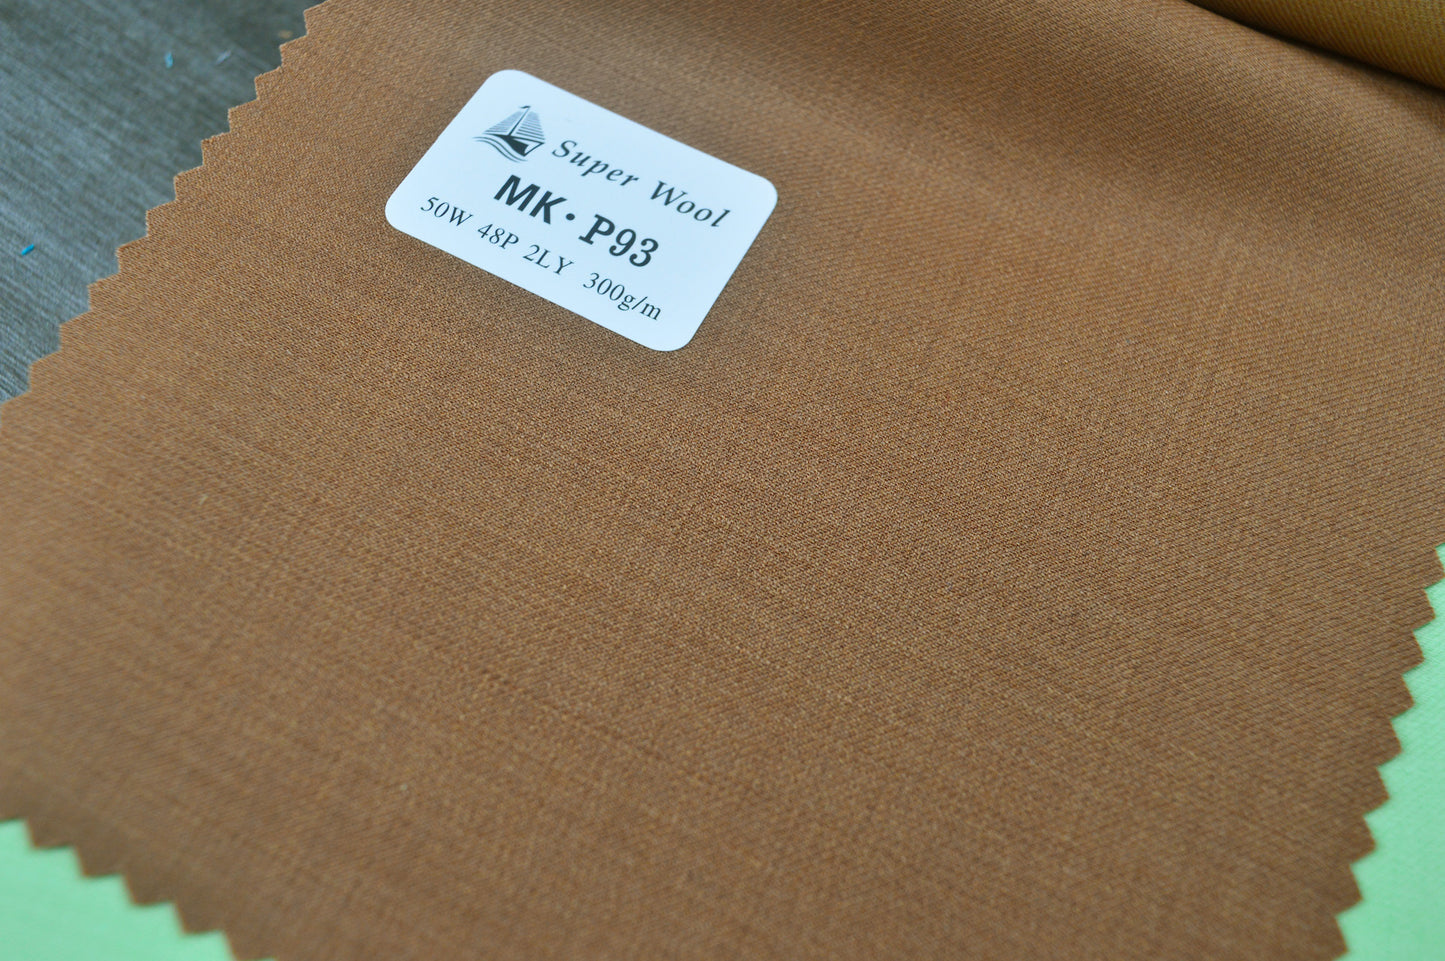 Super Wool
MK·P93
50W 48P 2LY 300g/m